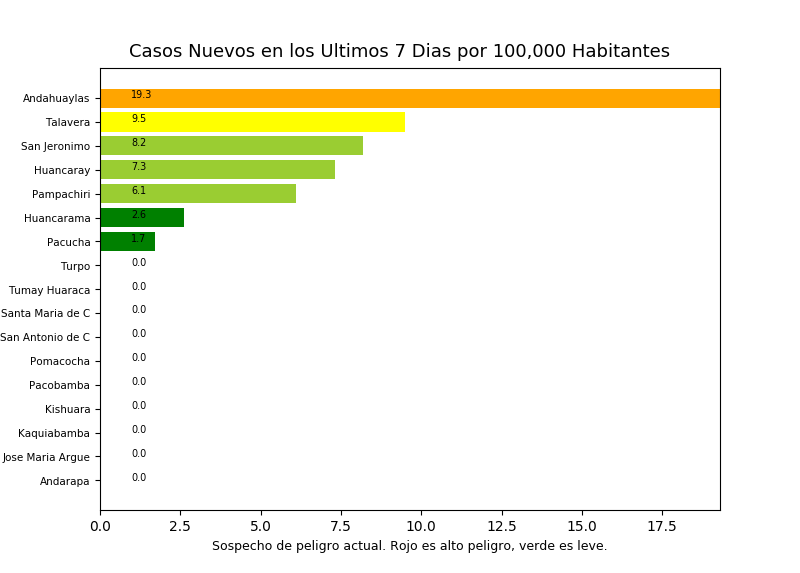 Casos Nuevos en los Ultimos 7 Dias por 100,000 Habitantes
Andahuaylas 19.3
Talavera 9.5
San Jeronimo 8.2
Huancaray 7.3
Pampachiri 6.1
Huancarama 2.6
Pacucha 1.7
Turpo 0.0
Tumay Huaraca 0.0
Santa Maria de C 0.0
San Antonio de C 0.0
Pomacocha 0.0
Pacobamba 0.0
Kishuara 0.0
Kaquiabamba 0.0
Jose Maria Argue 0.0
Andarapa 0.0
0.0 2.5 5.0 7.5 10.0 12.5 15.0 17.5
Sospecho de peligro actual. Rojo es alto peligro, verde es leve.